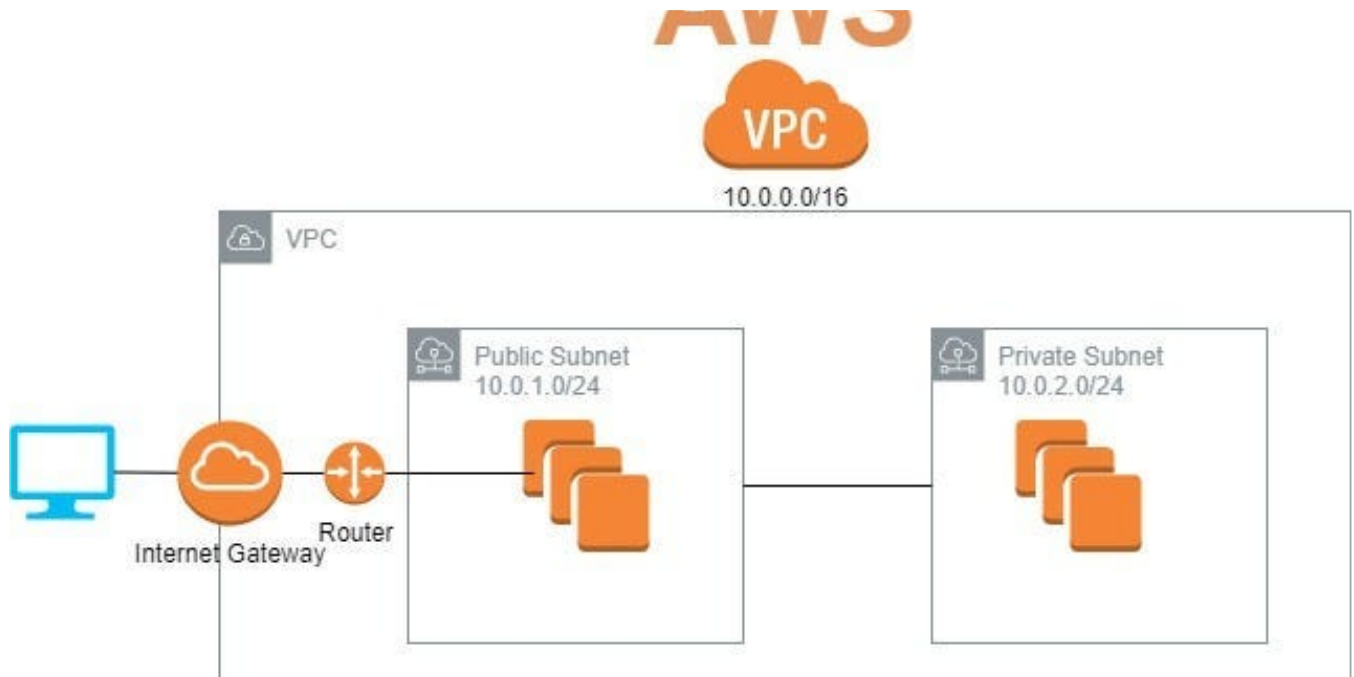 AWS
VPC
10.0.0.0/16
VPC
Public Subnet
10.0.1.0/24
Private Subnet
10.0.2.0/24
Router
Internet Gateway